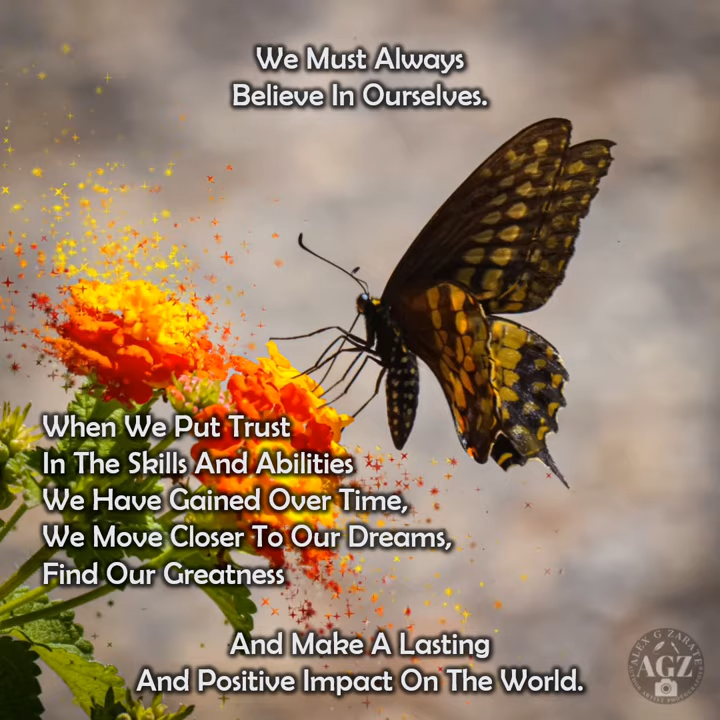 We Must Always
Believe In Ourselves.
When We Put Trust
In The Skills And Abilities
We Have Gained Over Time,
We Move Closer To Our Dreams,
Find Our Greatness
And Make A Lasting
And Positive Impact On The World.
ALEX G ZARATE
AGZ